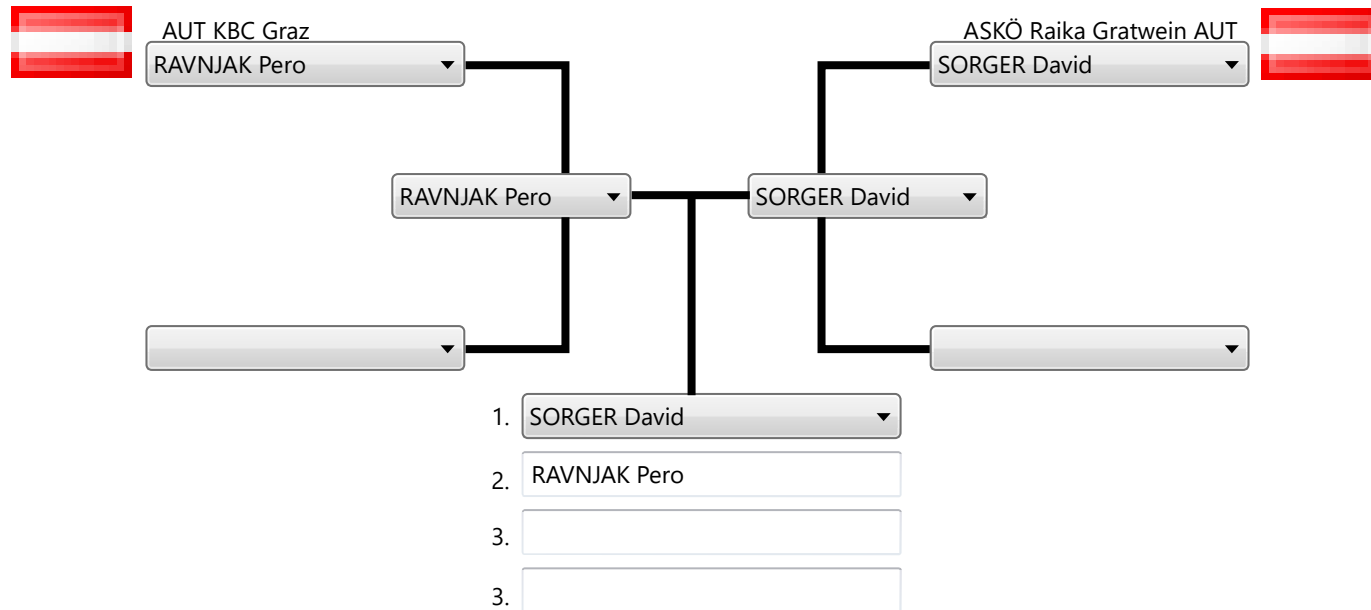 AUT KBC Graz
ASKÖ Raika Gratwein AUT
RAVNJAK Pero
SORGER David
RAVNJAK Pero
SORGER David
1. SORGER David
2. RAVNJAK Pero
3.
3.